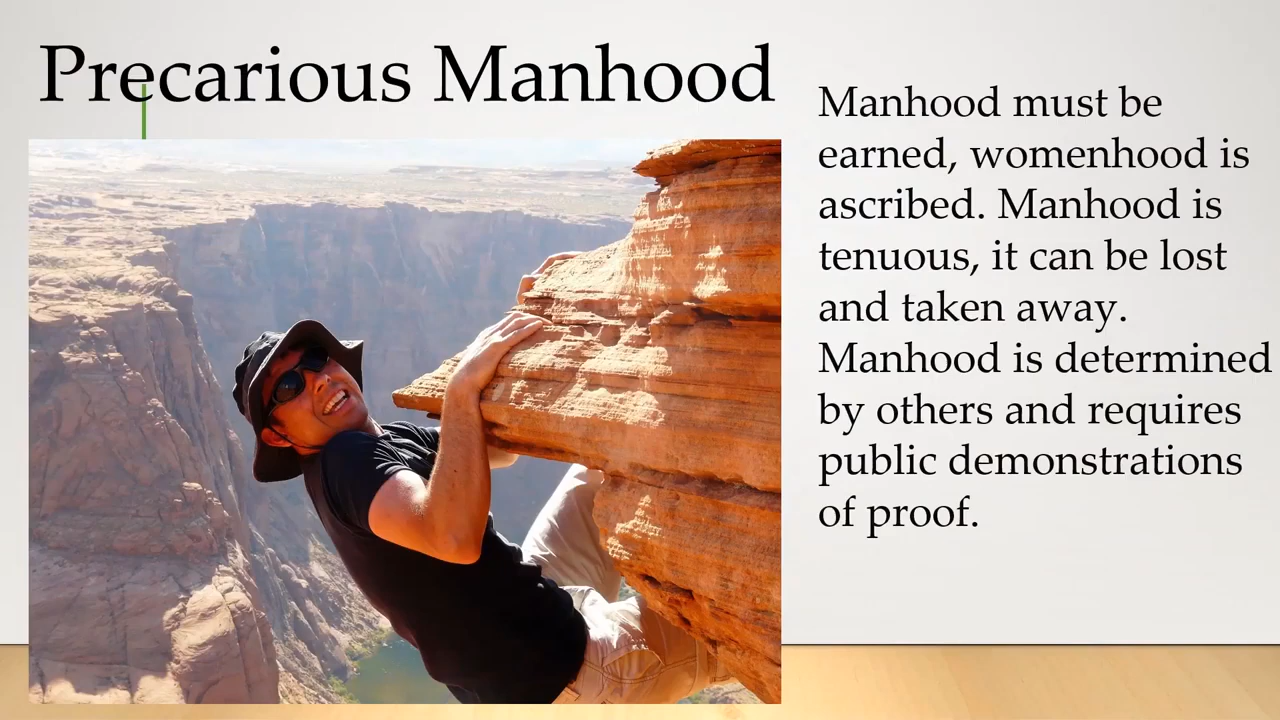 Precarious Manhood
Manhood must be
earned, womenhood is
ascribed. Manhood is
tenuous, it can be lost
and taken away.
Manhood is determined
by others and requires
public demonstrations
of proof.